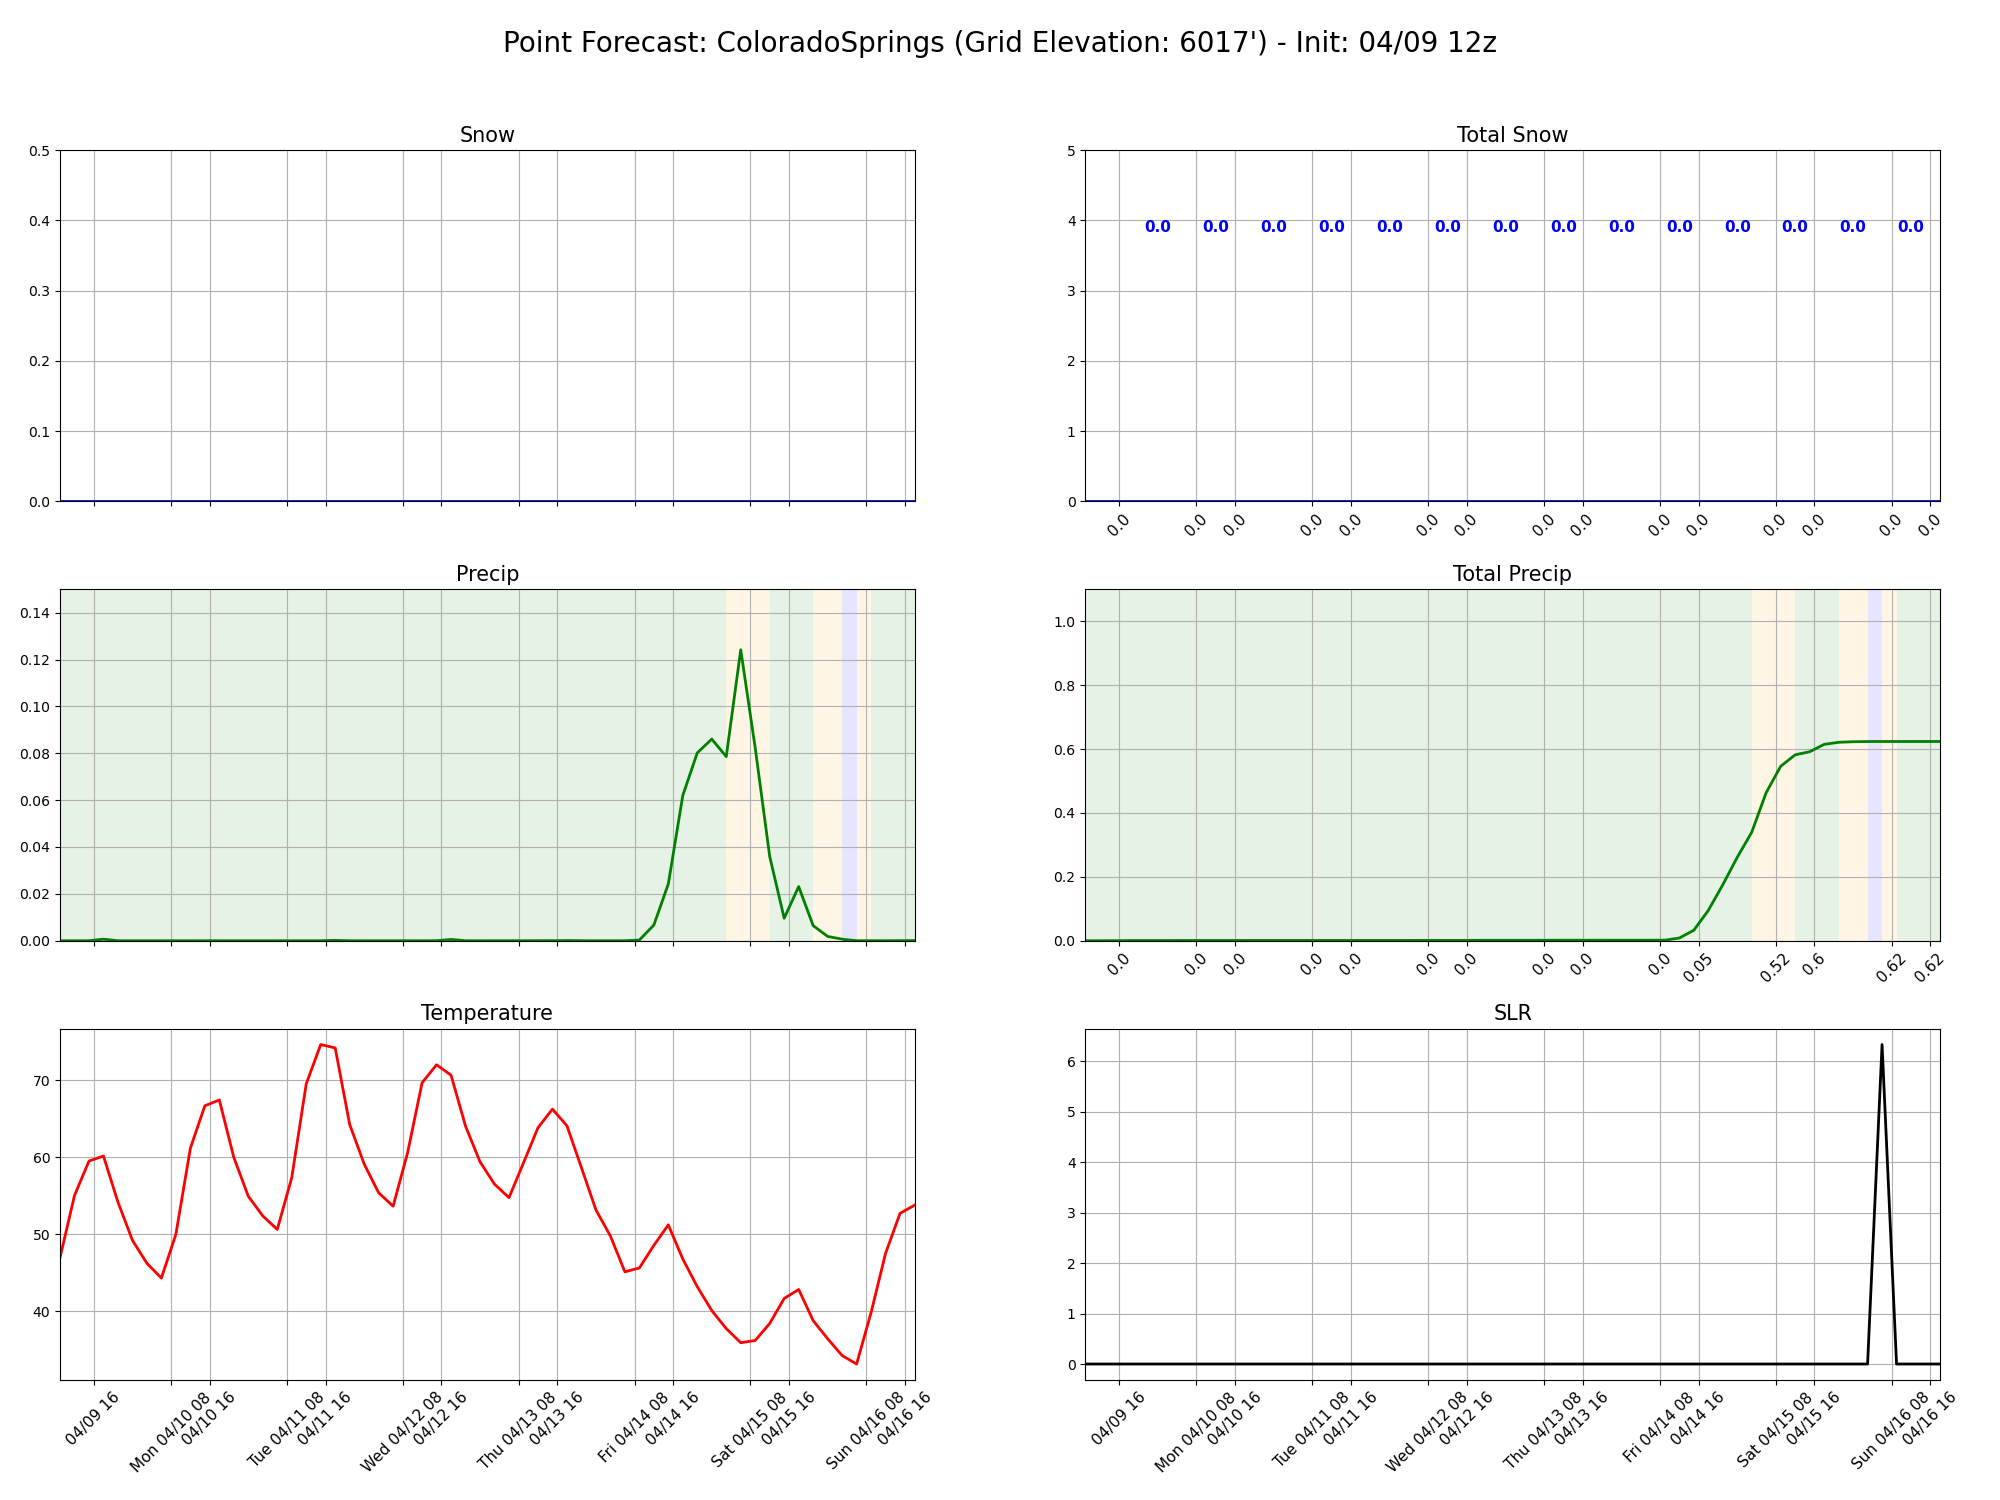 Point Forecast: ColoradoSprings (Grid Elevation: 6017') - Init: 04/09 12z
Snow
0.5
0.4
0.3
0.2
0.1
0.0
Total Snow
5
4
3
2
1
0
0.0 0.0 0.0 0.0 0.0 0.0 0.0 0.0 0.0 0.0 0.0 0.0 0.0 0.0
0.0 0.0 0.0 0.0 0.0 0.0 0.0 0.0 0.0 0.0 0.0 0.0 0.0 0.0 0.0
Precip
0.14
0.12
0.10
0.08
0.06
0.04
0.02
0.00
Total Precip
1.0
0.8
0.6
0.4
0.2
0.0
0.0 0.0 0.0 0.0 0.0 0.0 0.0 0.0 0.0 0.0 0.05 0.52 0.6 0.62 0.62
Temperature
70
60
50
40
04/09 16
Mon 04/10 08
04/10 16
Tue 04/11 08
04/11 16
Wed 04/12 08
04/12 16
Thu 04/13 08
04/13 16
Fri 04/14 08
04/14 16
Sat 04/15 08
04/15 16
Sun 04/16 08
04/16 16
SLR
6
5
4
3
2
1
0
04/09 16
Mon 04/10 08
04/10 16
Tue 04/11 08
04/11 16
Wed 04/12 08
04/12 16
Thu 04/13 08
04/13 16
Fri 04/14 08
04/14 16
Sat 04/15 08
04/15 16
Sun 04/16 08
04/16 16